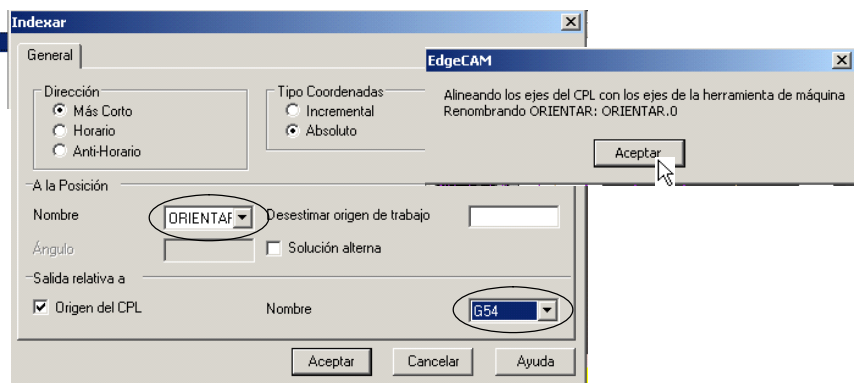 Indexar
General
Dirección
Más Corto
Horario
Anti-Horario
Tipo Coordenadas
Incremental
Absoluto
EdgeCAM
Alineando los ejes del CPL con los ejes de la herramienta de máquina
Renombrando ORIENTAR: ORIENTAR.0
Aceptar
A la Posición
Nombre
ORIENTAR
Desestimar origen de trabajo
Ángulo
Solución alterna
Salida relativa a
Origen del CPL
Nombre
G54
Aceptar
Cancelar
Ayuda